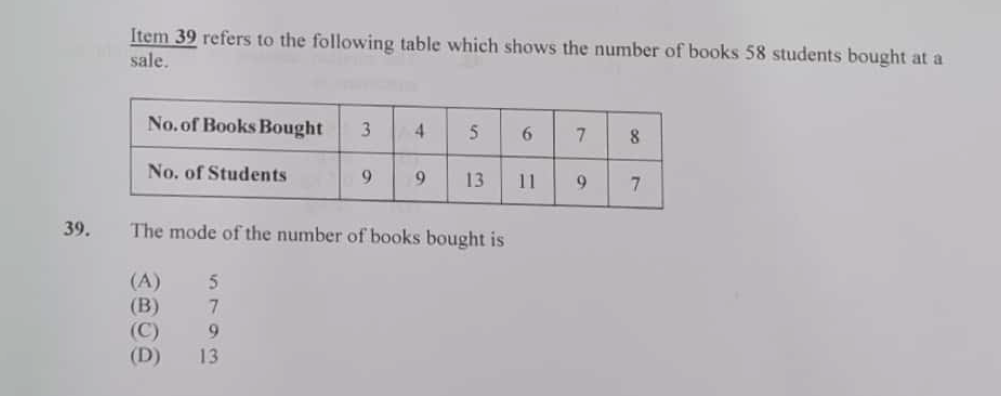 Item 39 refers to the following table which shows the number of books 58 students bought at a
sale.
No. of Books Bought 3 4 5 6 7 8
No. of Students 9 9 13 11 9 7
39. The mode of the number of books bought is
(A) 5
(B) 7
(C) 9
(D) 13